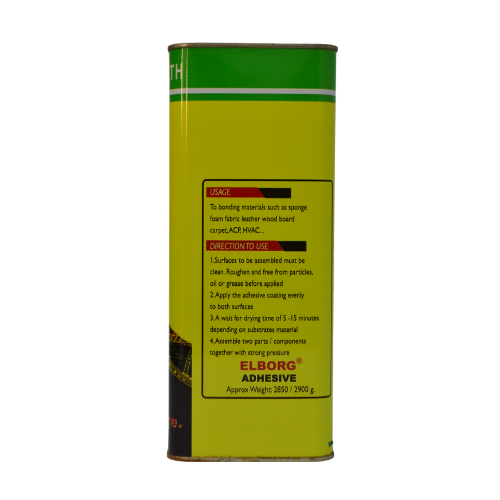 TH
USAGE
To bonding materials such as sponge
foam fabric leather wood board
carpet, ACP, HVAC...
DIRECTION TO USE
1.Surfaces to be assembled must be
clean. Roughen and free from particles,
oil or grease before applied
2.Apply the adhesive coating evenly
to both surfaces
3.A wait for drying time of 5 -15 minutes
depending on substrates material
4.Assemble two parts / components
together with strong pressure
ELBORG®
ADHESIVE
Approx Weight: 2850 / 2900 g.
e.